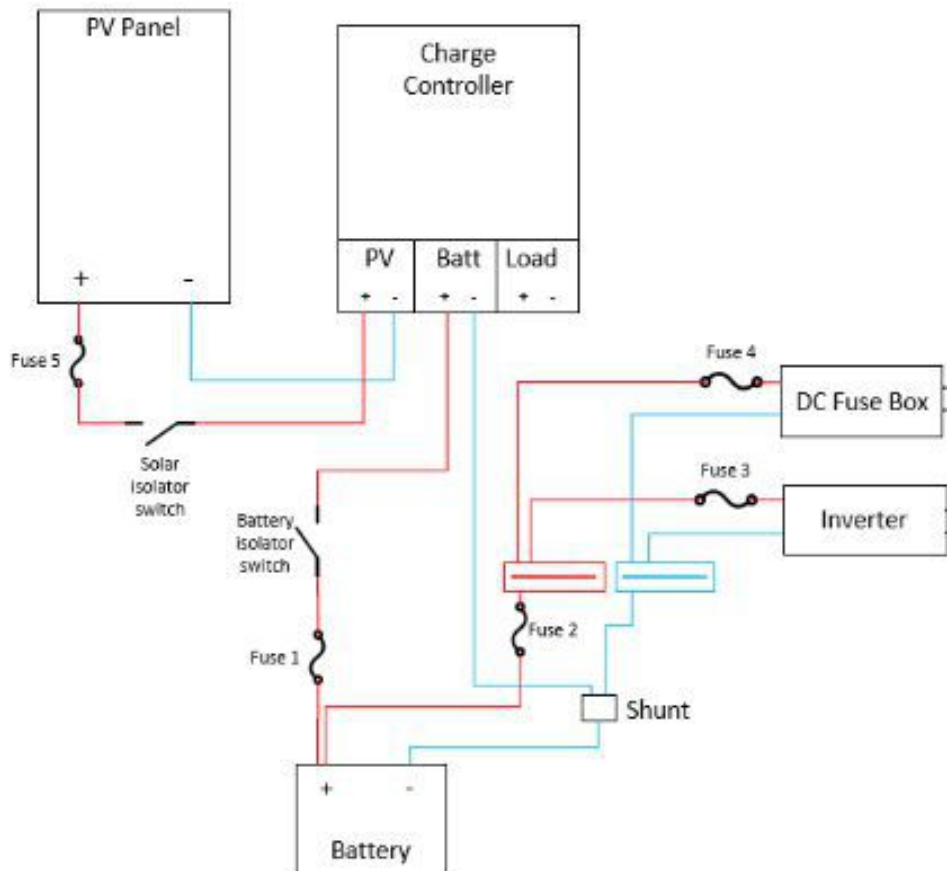 PV Panel
+ -
Charge
Controller
PV Batt Load
+ - + - + -
Fuse 5
Solar
isolator
switch
Battery
isolator
switch
Fuse 1
Fuse 4
DC Fuse Box
Fuse 3
Inverter
Fuse 2
Shunt
+ -
Battery